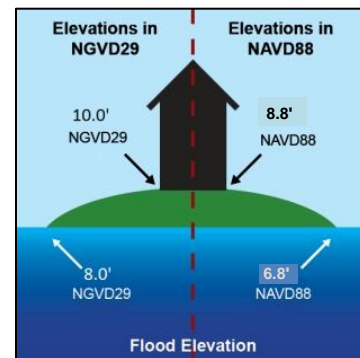 Elevations in
NGVD29
Elevations in
NAVD88
10.0'
NGVD29
8.8'
NAVD88
8.0'
NGVD29
6.8'
NAVD88
Flood Elevation